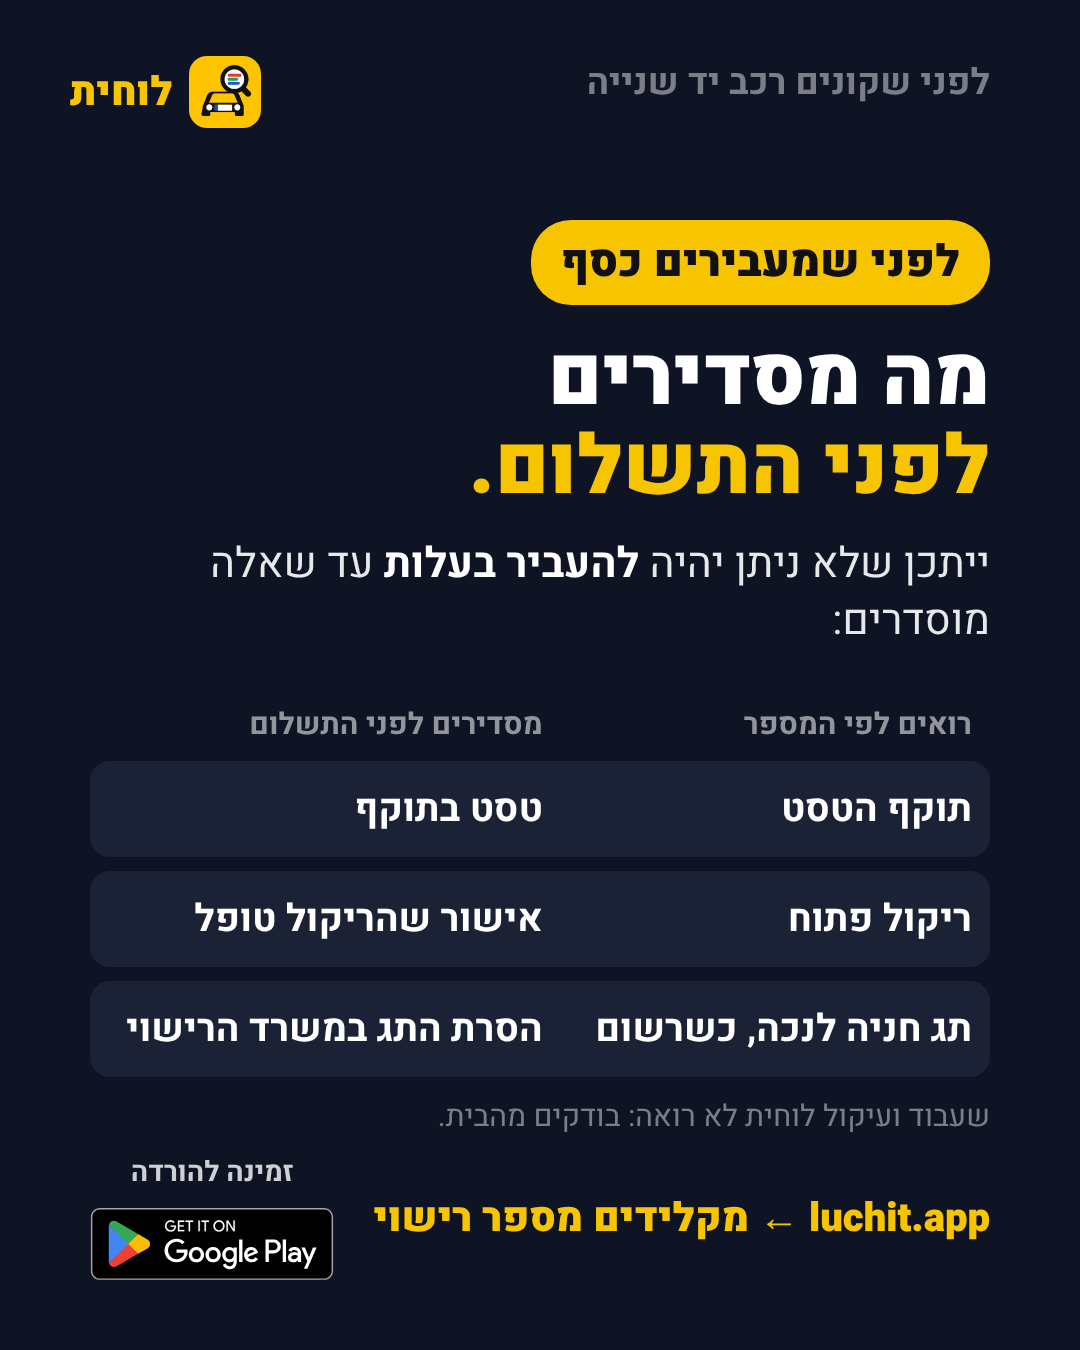 לפני שקונים רכב יד שנייה
לוחית
לפני שמעבירים כסף
מה מסדירים
לפני התשלום.
ייתכן שלא ניתן יהיה להעביר בעלות עד שאלה
מוסדרים:
רואים לפי המספר
מסדירים לפני התשלום
תוקף הטסט
טסט בתוקף
ריקול פתוח
אישור שהריקול טופל
תג חניה לנכה, כשרשום
הסרת התג במשרד הרישוי
שעבוד ועיקול לוחית לא רואה: בודקים מהבית.
luchit.app ← מקלידים מספר רישוי
זמינה להורדה
GET IT ON
Google Play